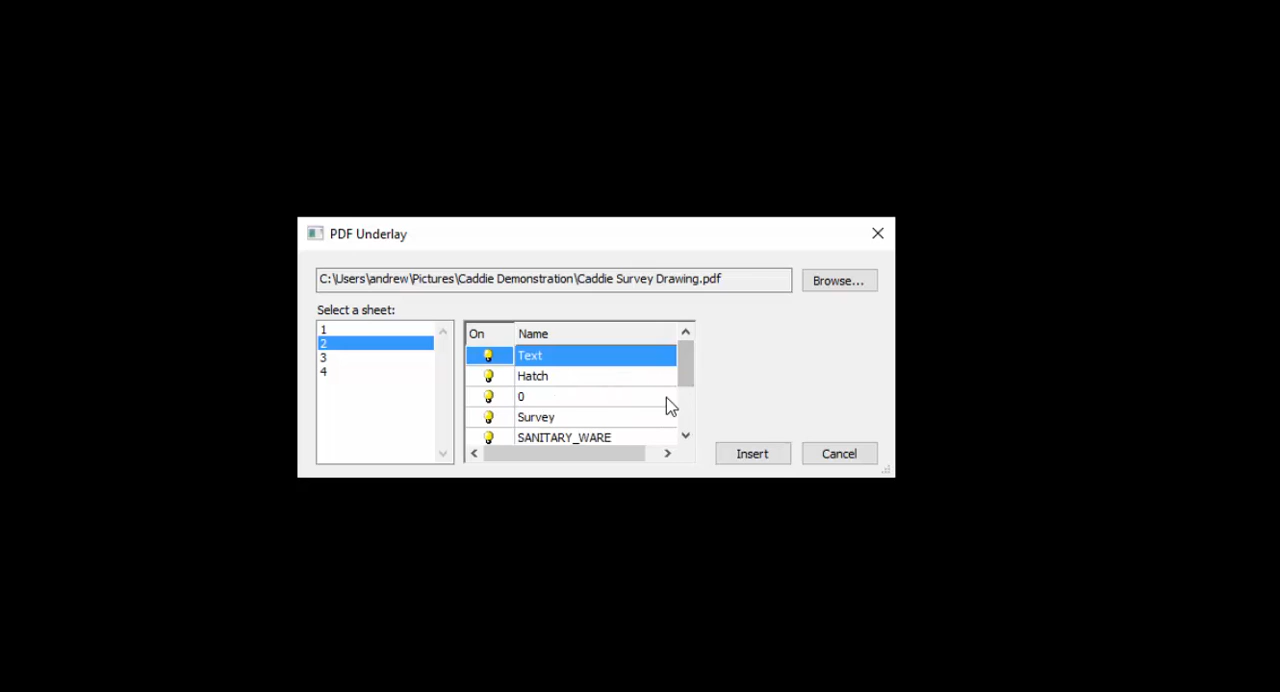 PDF Underlay
C:\Users\andrew\Pictures\Caddie Demonstration\Caddie Survey Drawing.pdf
Browse...
Select a sheet:
1
2
3
4
On Name
Text
Hatch
0
Survey
SANITARY_WARE
Insert
Cancel